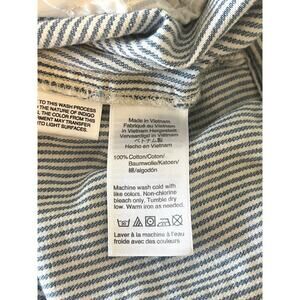 TO THIS WASH PROCESS
THE NATURE OF INDIGO
THE COLOR FROM THIS
MENT MAY TRANSFER
TO LIGHT SURFACES.
Made in Vietnam
Fabriqué au Vietnam
in Vietnam Hergestellt
Vervaardigd in Vietnam
ベトナム製
Hecho en Vietnam
100% Cotton/Coton/
Baumwolle/Katoen/
綿/algodón
Machine wash cold with
like colors. Non-chlorine
bleach only. Tumble dry
low. Warm iron as needed.
Lavage à la machine à l'eau
froide avec des couleurs